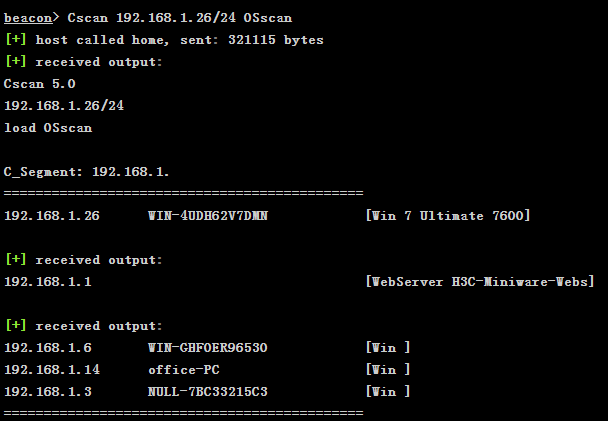 beacon> Cscan 192.168.1.26/24 OSscan
[+] host called home, sent: 321115 bytes
[+] received output:
Cscan 5.0
192.168.1.26/24
load OSscan
C_Segment: 192.168.1.
=============================================
192.168.1.26 WIN-4UDH62V7DMN [Win 7 Ultimate 7600]
[+] received output:
192.168.1.1 [WebServer H3C-Miniware-Webs]
[+] received output:
192.168.1.6 WIN-GHFOER96530 [Win ]
192.168.1.14 office-PC [Win ]
192.168.1.3 NULL-7BC33215C3 [Win ]
=============================================